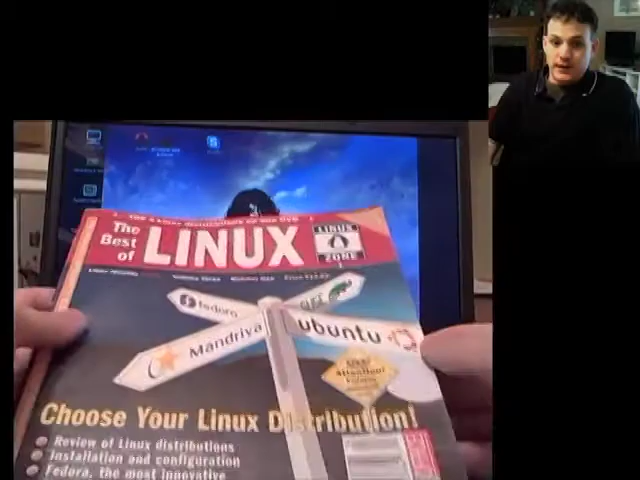 The
Best
of
LINUX
LINUX
ZONE
fedora
SUSE
Mandriva
ubuntu
Attention!
Choose Your Linux Distribution!
Review of Linux distributions
Installation and configuration
Fedora, the most innovative